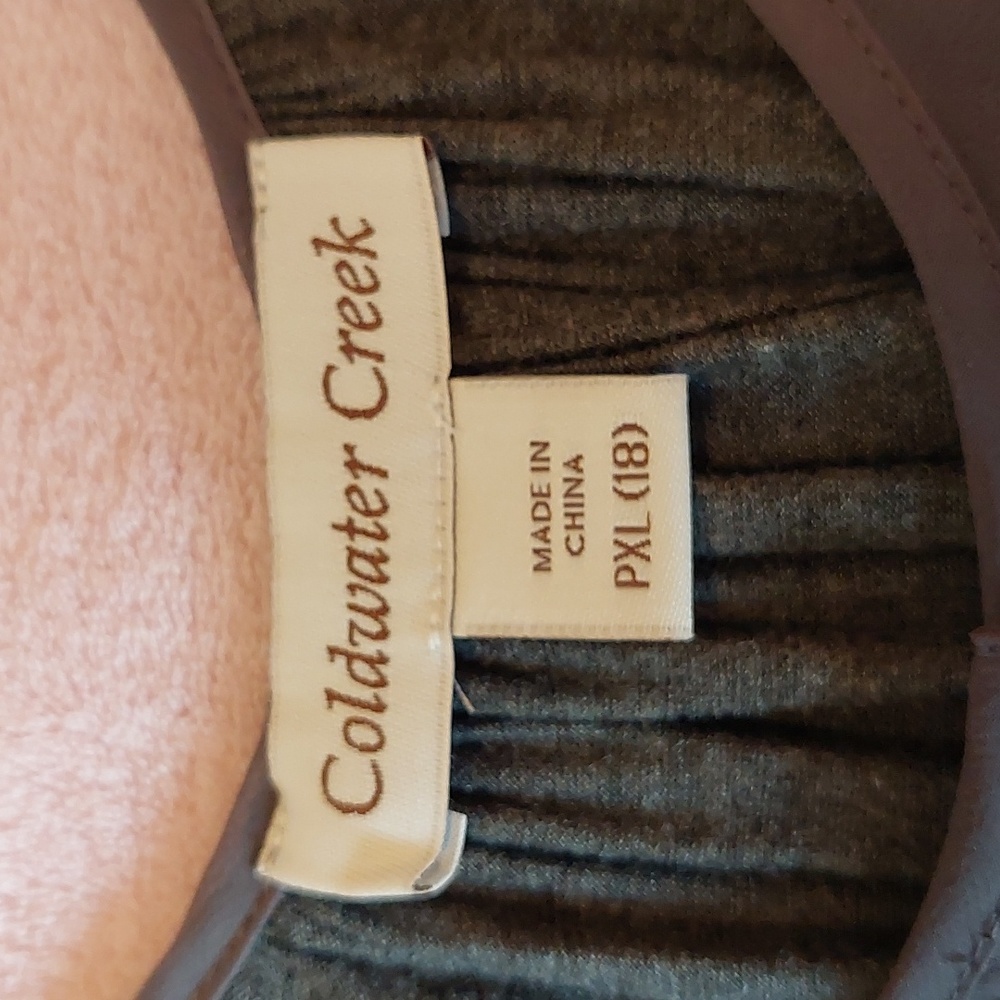 Coldwater Creek
MADE IN
CHINA
PXL (18)